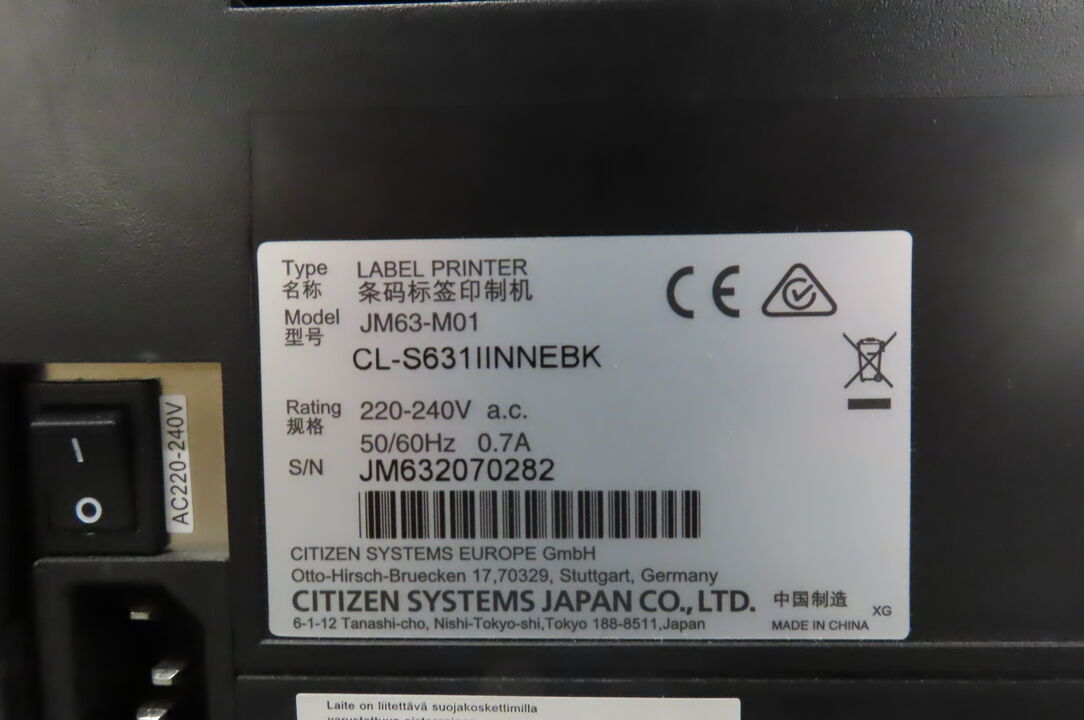 Type LABEL PRINTER
名称 条码标签印制机
Model JM63-M01
型号
CL-S631IINNEBK
Rating 220-240V a.c.
规格
50/60Hz 0.7A
S/N JM632070282
CITIZEN SYSTEMS EUROPE GmbH
Otto-Hirsch-Bruecken 17,70329, Stuttgart, Germany
CITIZEN SYSTEMS JAPAN CO., LTD.
6-1-12 Tanashi-cho, Nishi-Tokyo-shi,Tokyo 188-8511,Japan
中国制造 XG
MADE IN CHINA
CE
AC220-240V
Laite on liitettävä suojakoskettimilla